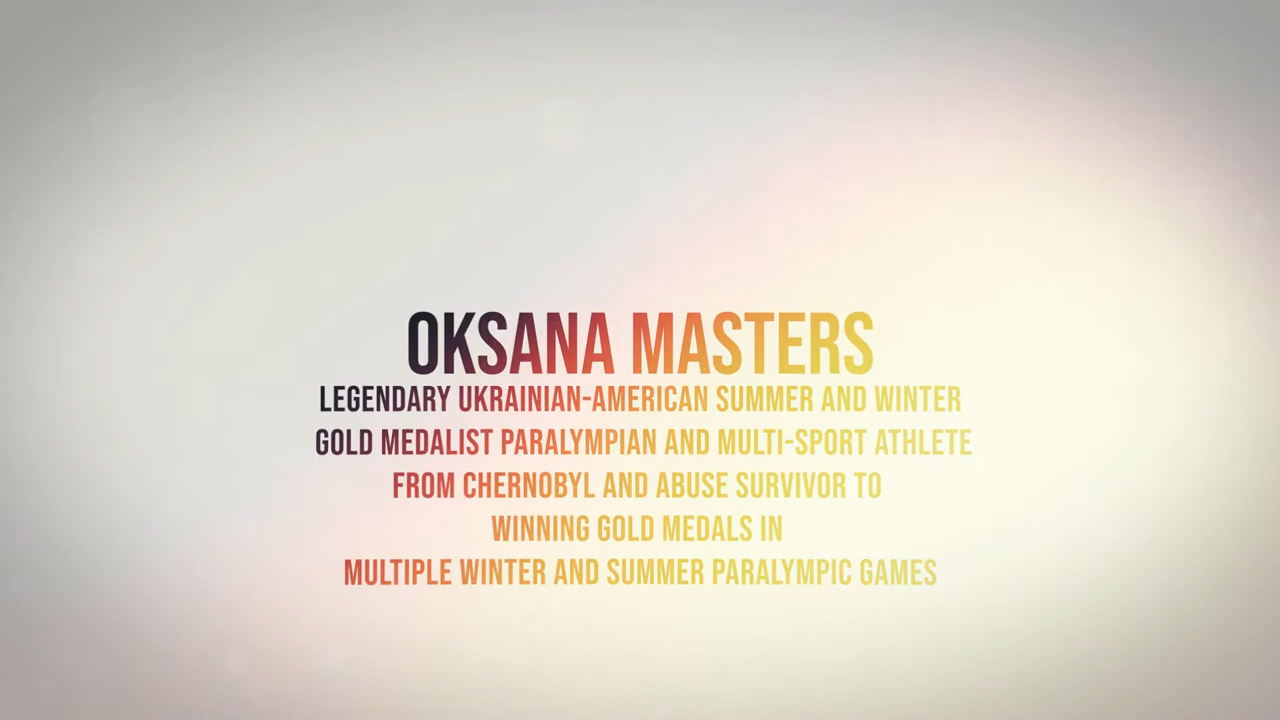 OKSANA MASTERS
LEGENDARY UKRAINIAN-AMERICAN SUMMER AND WINTER
GOLD MEDALIST PARALYMPIAN AND MULTI-SPORT ATHLETE
FROM CHERNOBYL AND ABUSE SURVIVOR TO
WINNING GOLD MEDALS IN
MULTIPLE WINTER AND SUMMER PARALYMPIC GAMES